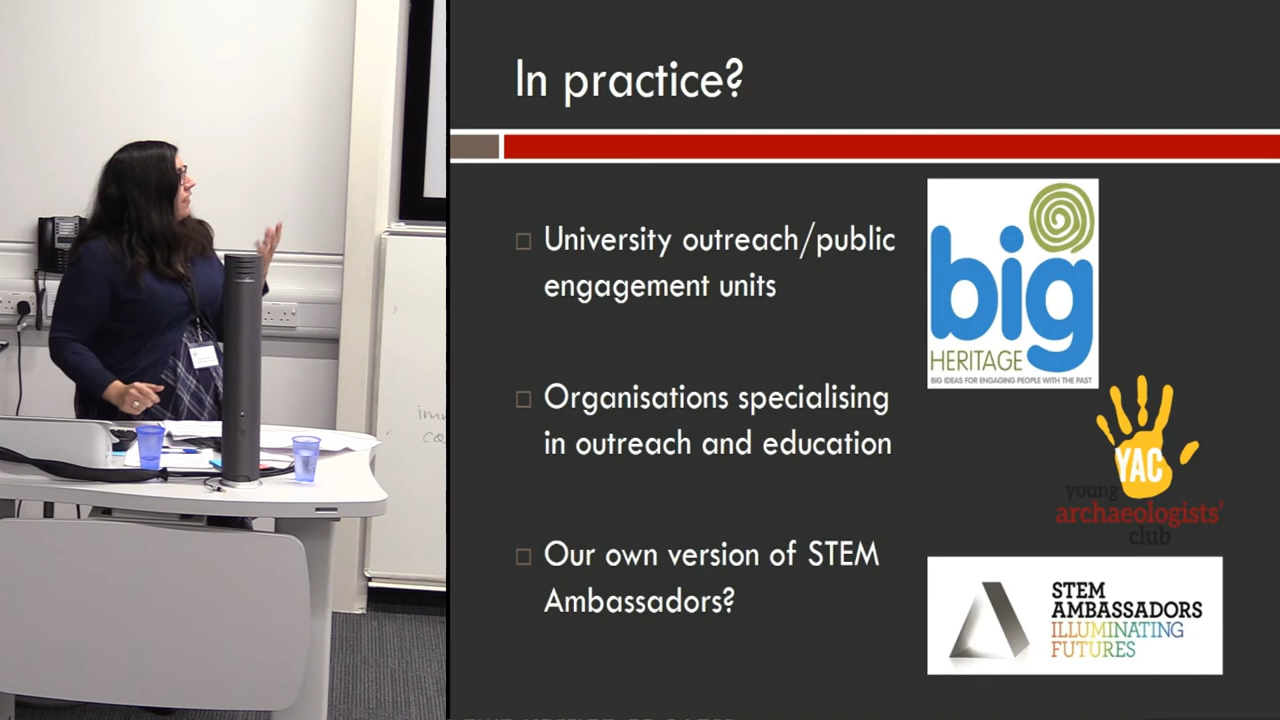 In practice?
University outreach/public
engagement units
Organisations specialising
in outreach and education
Our own version of STEM
Ambassadors?
big
HERITAGE
BIG IDEAS FOR ENGAGING PEOPLE WITH THE PAST
YAC
young
archaeologists'
club
STEM
AMBASSADORS
ILLUMINATING
FUTURES